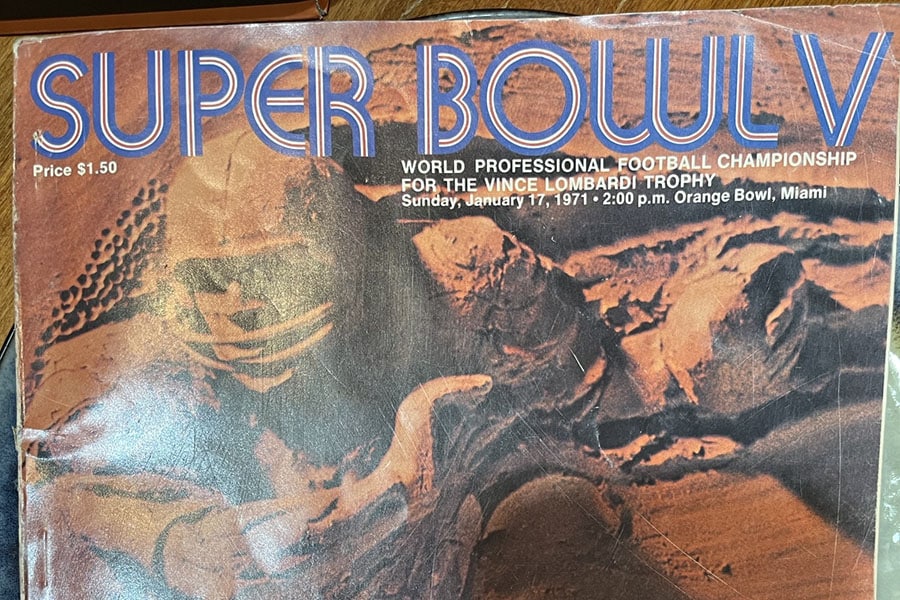 SUPER BOWL V
Price $1.50
WORLD PROFESSIONAL FOOTBALL CHAMPIONSHIP
FOR THE VINCE LOMBARDI TROPHY
Sunday, January 17, 1971 • 2:00 p.m. Orange Bowl, Miami